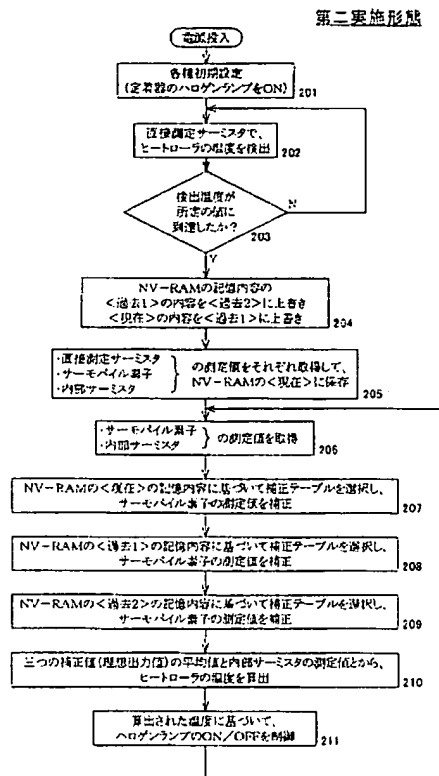 第二実施形態
電源投入
各種初期設定
(定着器のハロゲンランプをON)
201
直接測定サーミスタで、
ヒートローラの温度を検出
202
検出温度が
所定の値に
到達したか?
N
203
Y
NV-RAMの記憶内容の
<過去1>の内容を<過去2>に上書き
<現在>の内容を<過去1>に上書き
204
・直接測定サーミスタ
・サーモパイル素子
・内部サーミスタ
の測定値をそれぞれ取得して、
NV-RAMの<現在>に保存
205
・サーモパイル素子
・内部サーミスタ
の測定値を取得
206
NV-RAMの<現在>の記憶内容に基づいて補正テーブルを選択し、
サーモパイル素子の測定値を補正
207
NV-RAMの<過去1>の記憶内容に基づいて補正テーブルを選択し、
サーモパイル素子の測定値を補正
208
NV-RAMの<過去2>の記憶内容に基づいて補正テーブルを選択し、
サーモパイル素子の測定値を補正
209
三つの補正値(理想出力値)の平均値と内部サーミスタの測定値とから、
ヒートローラの温度を算出
210
算出された温度に基づいて、
ハロゲンランプのON/OFFを制御
211